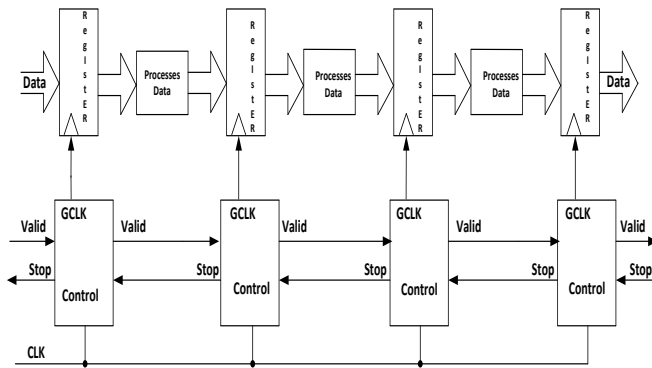 RegIstER
RegIstER
RegIstER
RegIstER
Data
Processes
Data
Processes
Data
Processes
Data
Data
GCLK
GCLK
GCLK
GCLK
Valid
Valid
Valid
Valid
Valid
Stop
Stop
Stop
Stop
Stop
Control
Control
Control
Control
CLK